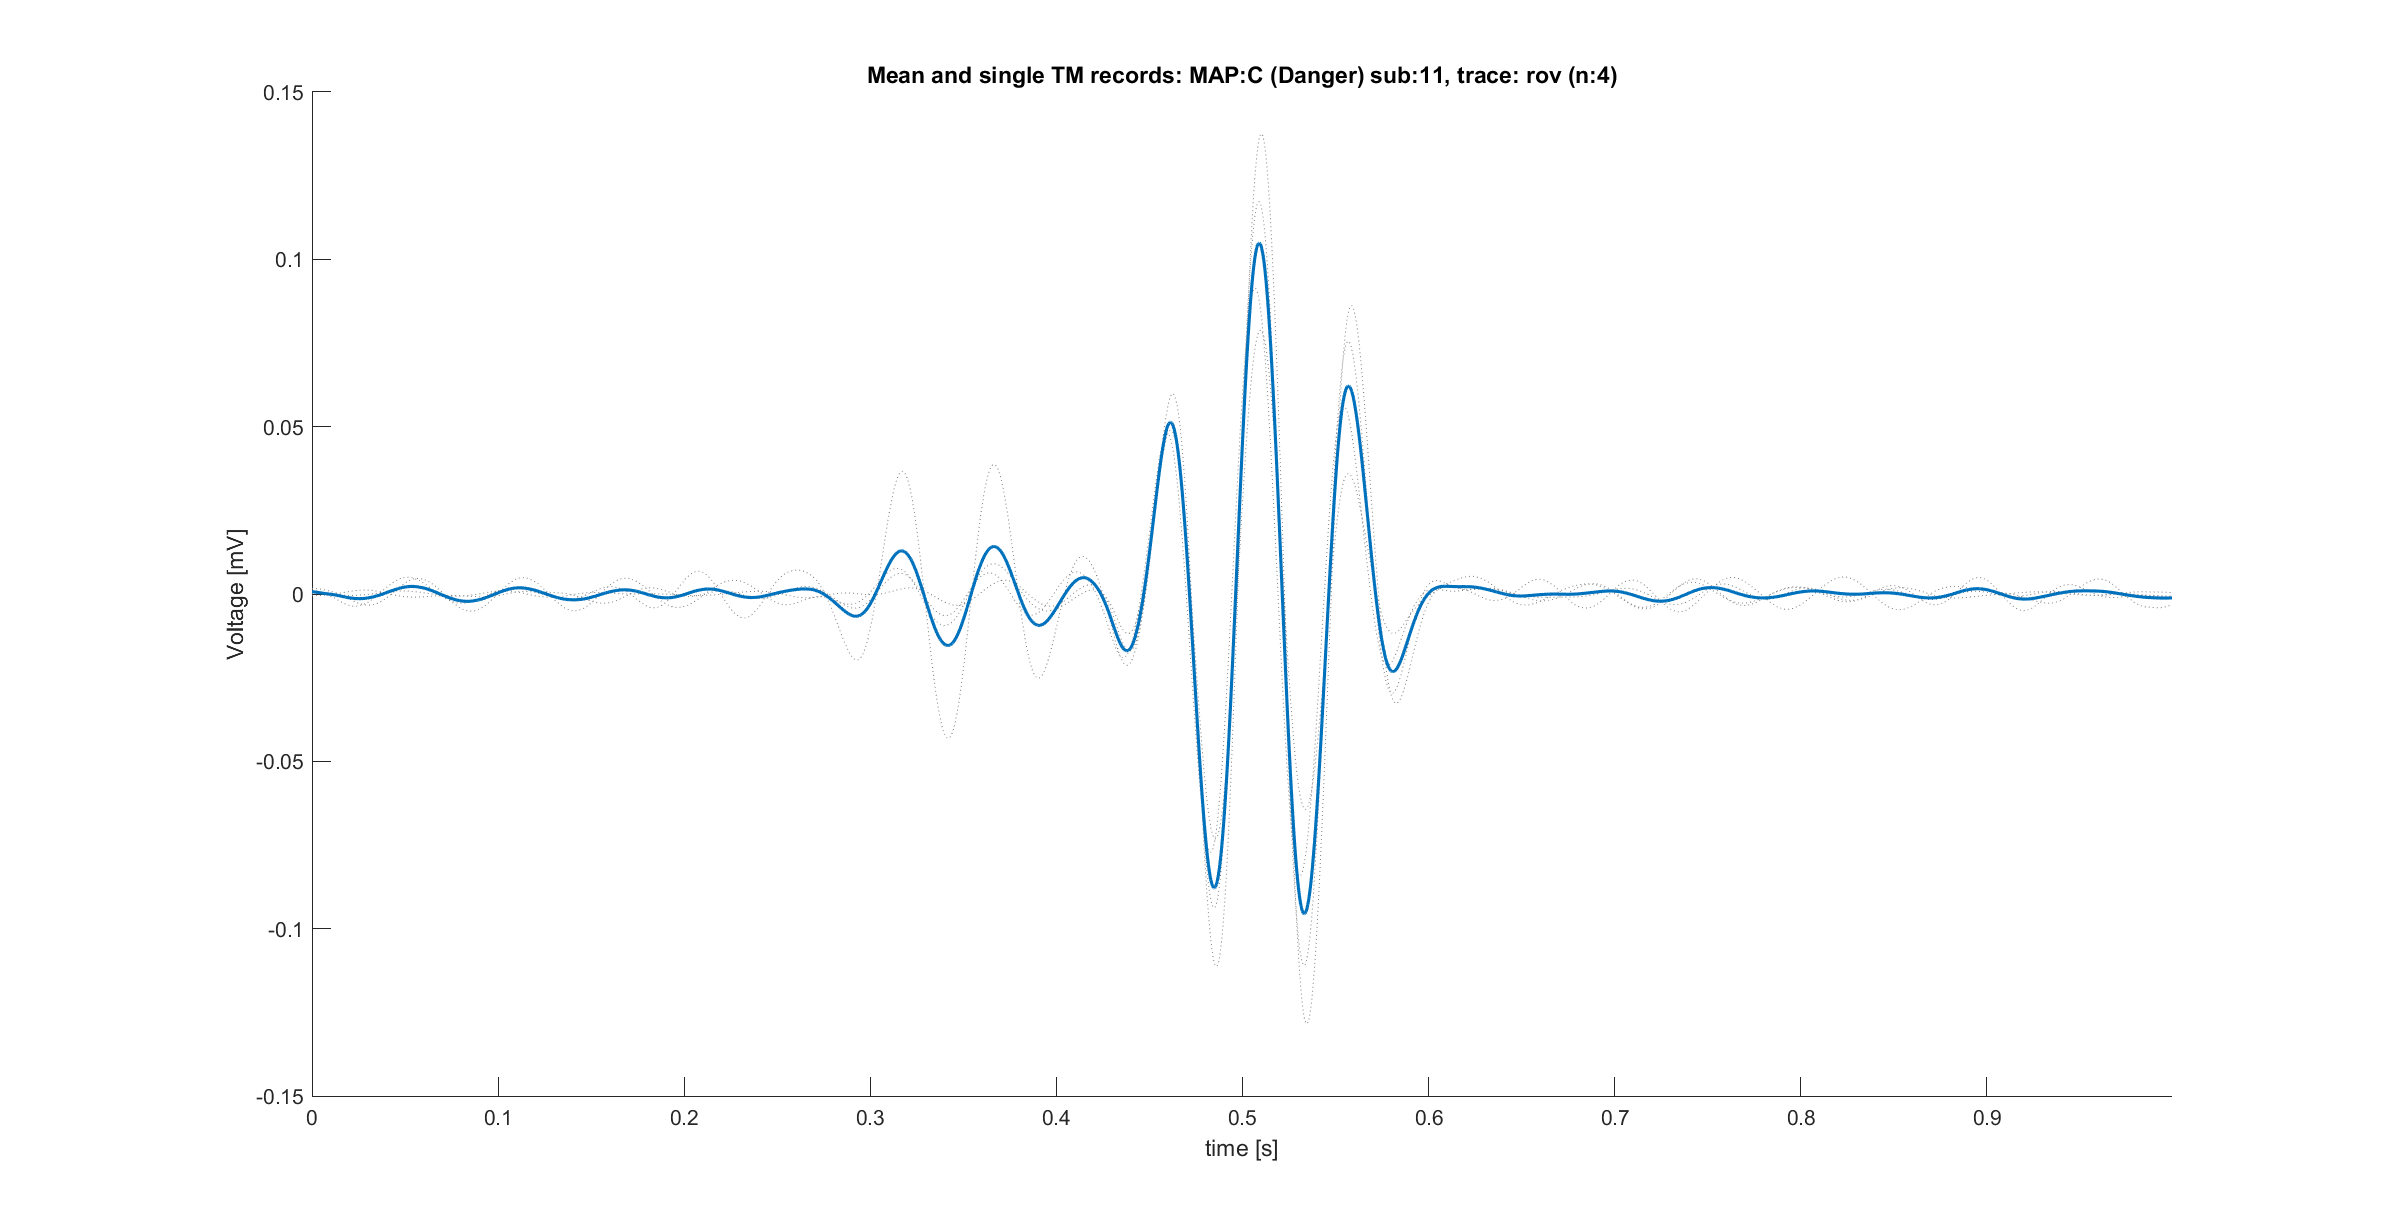 Mean and single TM records: MAP:C (Danger) sub:11, trace: rov (n:4)
0.15
0.1
0.05
0
-0.05
-0.1
-0.15
Voltage [mV]
0 0.1 0.2 0.3 0.4 0.5 0.6 0.7 0.8 0.9
time [s]